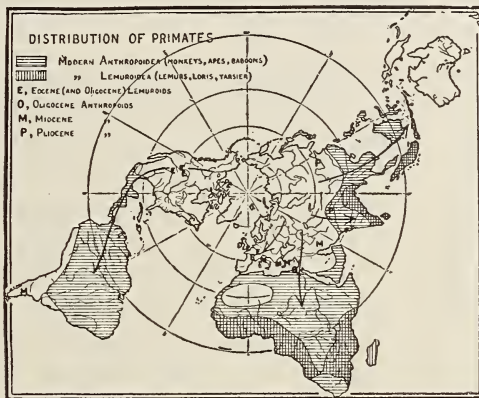 DISTRIBUTION OF PRIMATES
MODERN ANTHROPOIDEA (MONKEYS, APES, BABOONS)
" LEMUROIDEA (LEMURS, LORIS, TARSIER)
E, EOCENE (AND OLIGOCENE) LEMUROIDS
O, OLIGOCENE ANTHROPOIDS
M, MIOCENE "
P, PLIOCENE "
E
M
M